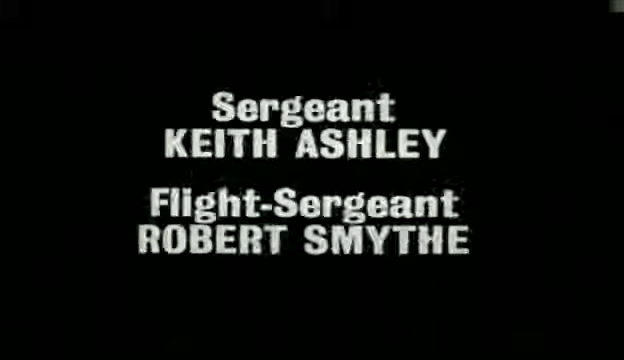 Sergeant
KEITH ASHLEY
Flight-Sergeant
ROBERT SMYTHE